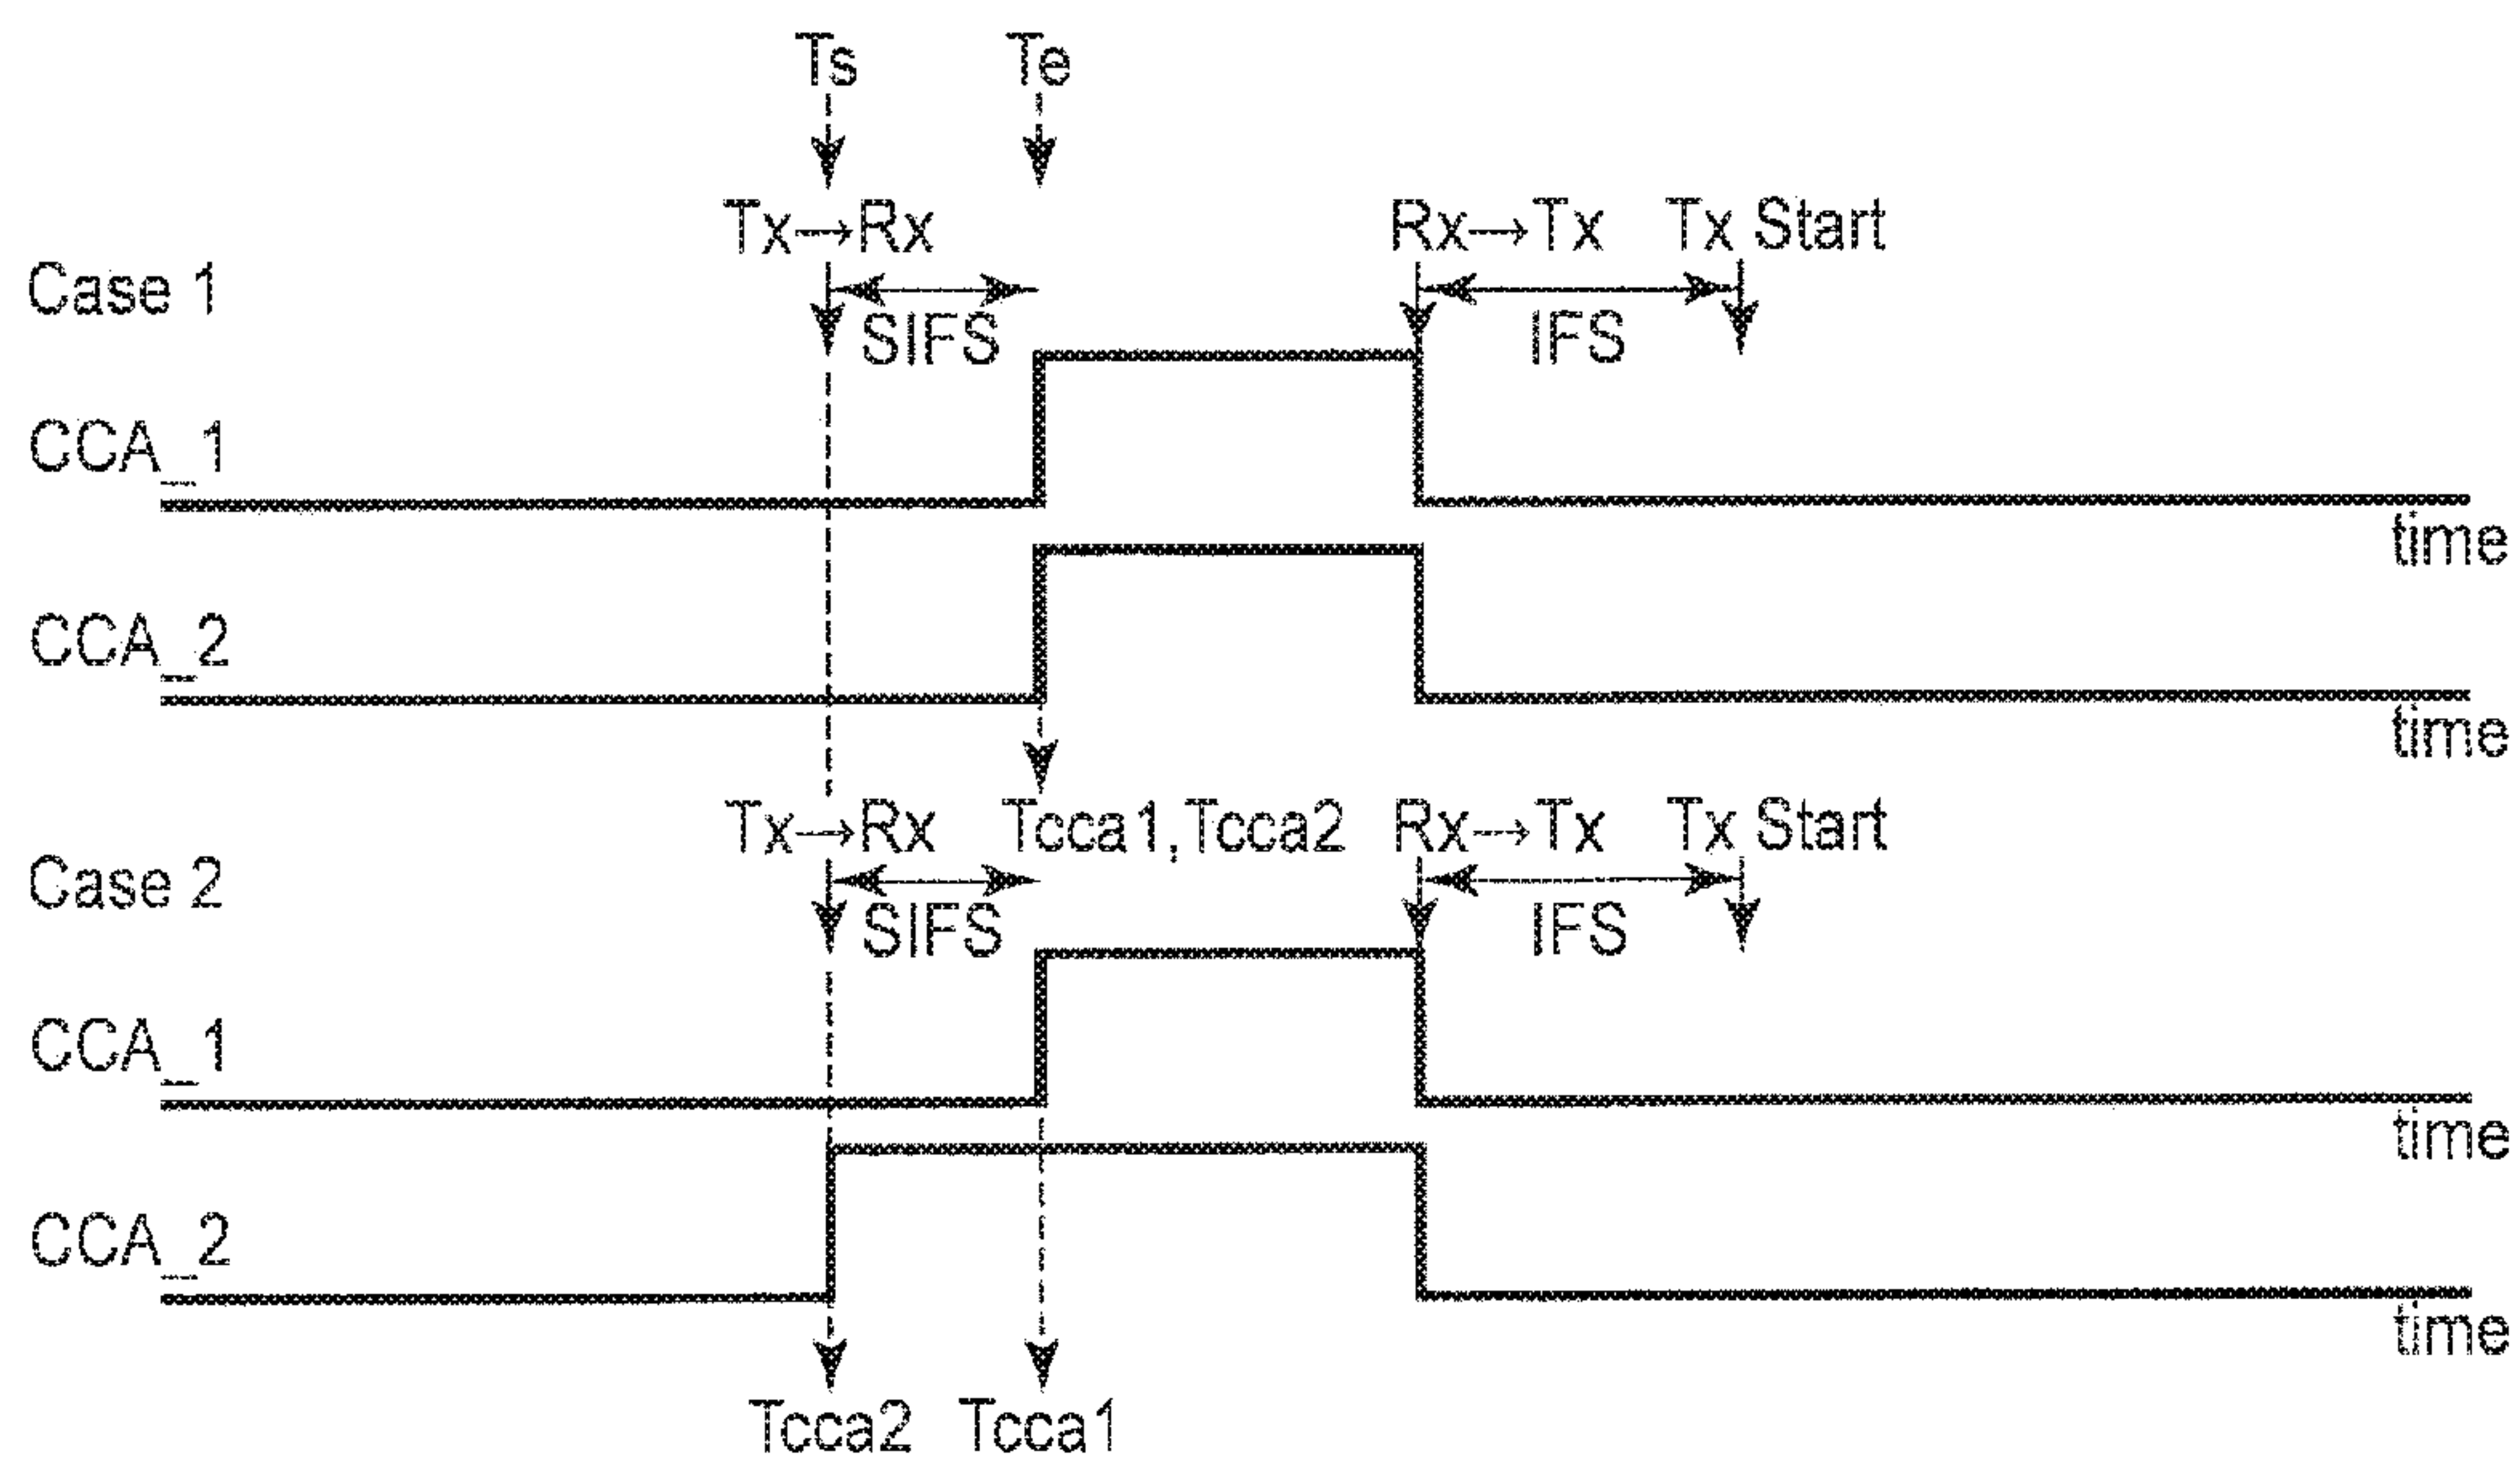 Ts Te
Tx→Rx Rx→Tx Tx Start
Case 1
SIFS IFS
CCA_1
time
CCA_2
time
Tx→Rx Tcca1,Tcca2 Rx→Tx Tx Start
Case 2
SIFS IFS
CCA_1
time
CCA_2
time
Tcca2 Tcca1